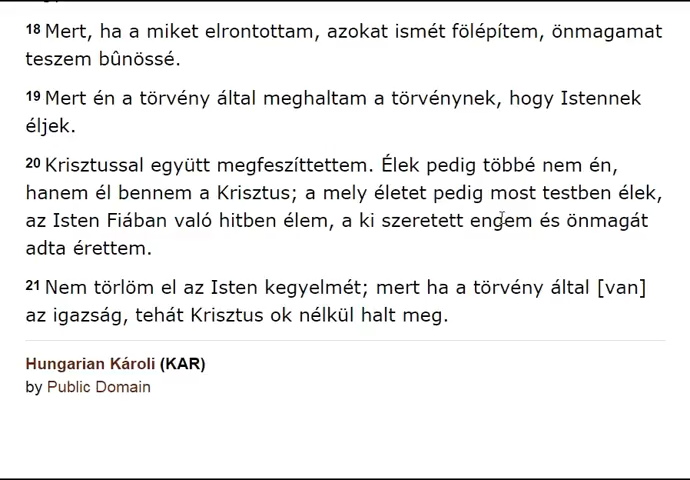 18 Mert, ha a miket elrontottam, azokat ismét fölépítem, önmagamat
teszem bûnössé.
19 Mert én a törvény által meghaltam a törvénynek, hogy Istennek
éljek.
20 Krisztussal együtt megfeszíttettem. Élek pedig többé nem én,
hanem él bennem a Krisztus; a mely életet pedig most testben élek,
az Isten Fiában való hitben élem, a ki szeretett engem és önmagát
adta érettem.
21 Nem törlöm el az Isten kegyelmét; mert ha a törvény által [van]
az igazság, tehát Krisztus ok nélkül halt meg.
Hungarian Károli (KAR)
by Public Domain